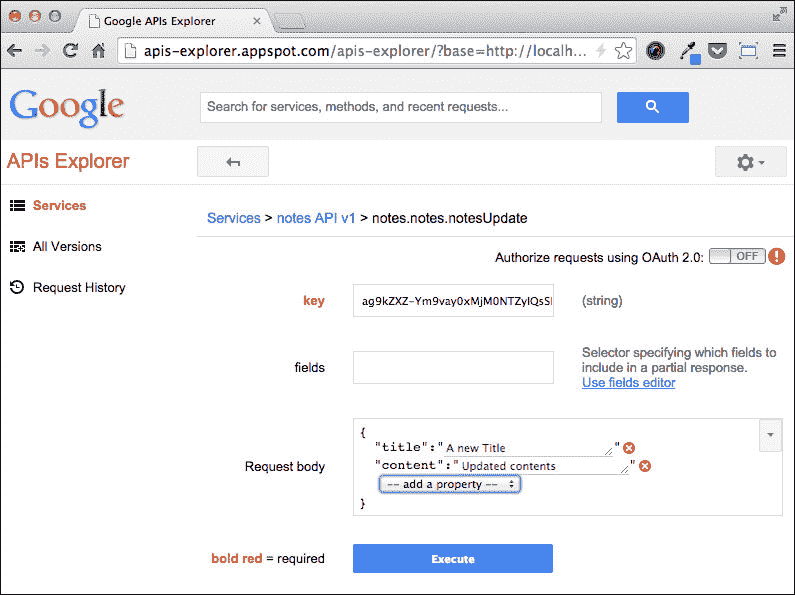 Google APIs Explorer
apis-explorer.appspot.com/apis-explorer/?base=http://localh...
Google
Search for services, methods, and recent requests...
APIs Explorer
Services
Services > notes API v1 > notes.notes.notesUpdate
All Versions
Authorize requests using OAuth 2.0: OFF
Request History
key
(string)
fields
Selector specifying which fields to
include in a partial response.
Use fields editor
Request body
{
"title":"A new Title"
"content":"Updated contents"
-- add a property --
}
bold red = required
Execute